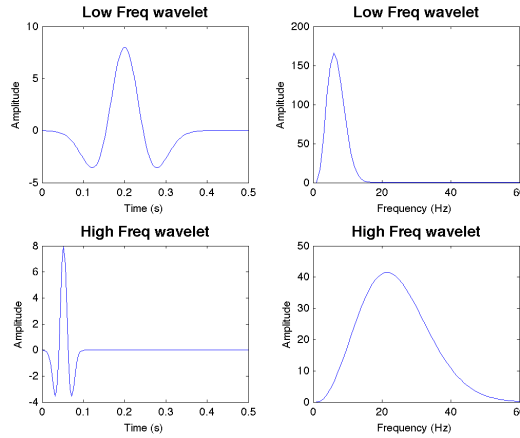 Low Freq wavelet
Amplitude
10
5
0
-5
0 0.1 0.2 0.3 0.4 0.5
Time (s)
Low Freq wavelet
Amplitude
200
150
100
50
0
0 20 40 60
Frequency (Hz)
High Freq wavelet
Amplitude
8
6
4
2
0
-2
-4
0 0.1 0.2 0.3 0.4 0.5
Time (s)
High Freq wavelet
Amplitude
50
40
30
20
10
0
0 20 40 60
Frequency (Hz)